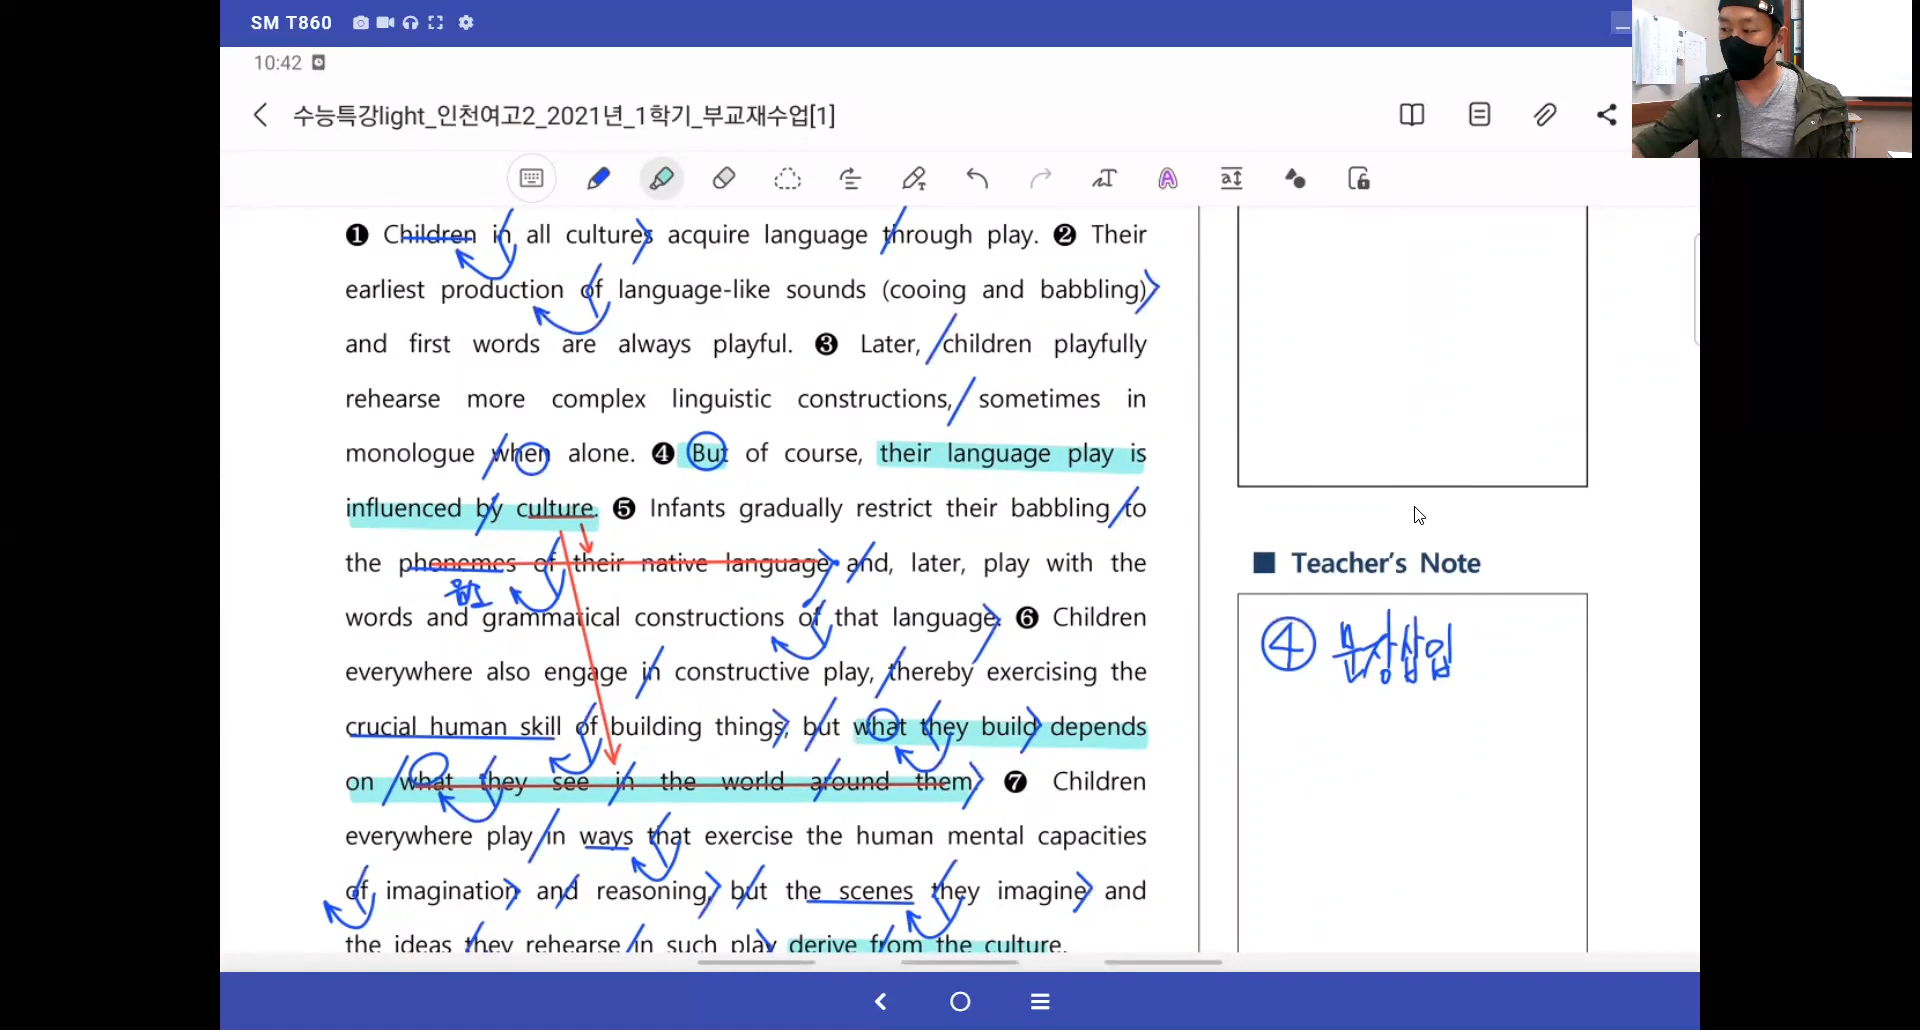 SM T860
10:42
수능특강light_인천여고2_2021년_1학기_부교재수업[1]
❶ Children in all cultures acquire language through play. ❷ Their
earliest production of language-like sounds (cooing and babbling)
and first words are always playful. ❸ Later, children playfully
rehearse more complex linguistic constructions, sometimes in
monologue when alone. ❹ But of course, their language play is
influenced by culture. ❺ Infants gradually restrict their babbling to
the phonemes of their native language, and, later, play with the
음소
words and grammatical constructions of that language. ❻ Children
everywhere also engage in constructive play, thereby exercising the
crucial human skill of building things, but what they build depends
on what they see in the world around them. ❼ Children
everywhere play in ways that exercise the human mental capacities
of imagination and reasoning, but the scenes they imagine and
the ideas they rehearse in such play derive from the culture.
Teacher's Note
④ 문장삽입